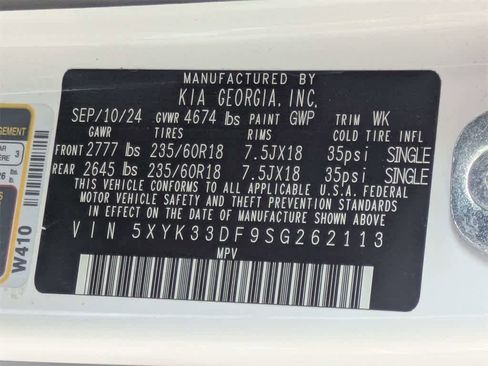 MANUFACTURED BY
KIA GEORGIA, INC.
SEP/10/24 GVWR 4674 lbs PAINT GWP TRIM WK
GAWR TIRES RIMS COLD TIRE INFL
FRONT 2777 lbs 235/60R18 7.5JX18 35psi SINGLE
REAR 2645 lbs 235/60R18 7.5JX18 35psi SINGLE
THIS VEHICLE CONFORMS TO ALL APPLICABLE U.S.A. FEDERAL
MOTOR VEHICLE SAFETY AND THEFT PREVENTION STANDARDS
IN EFFECT ON THE DATE OF MANUFACTURE SHOWN ABOVE.
VIN 5XYK33DF9SG262113
MPV
W410
3